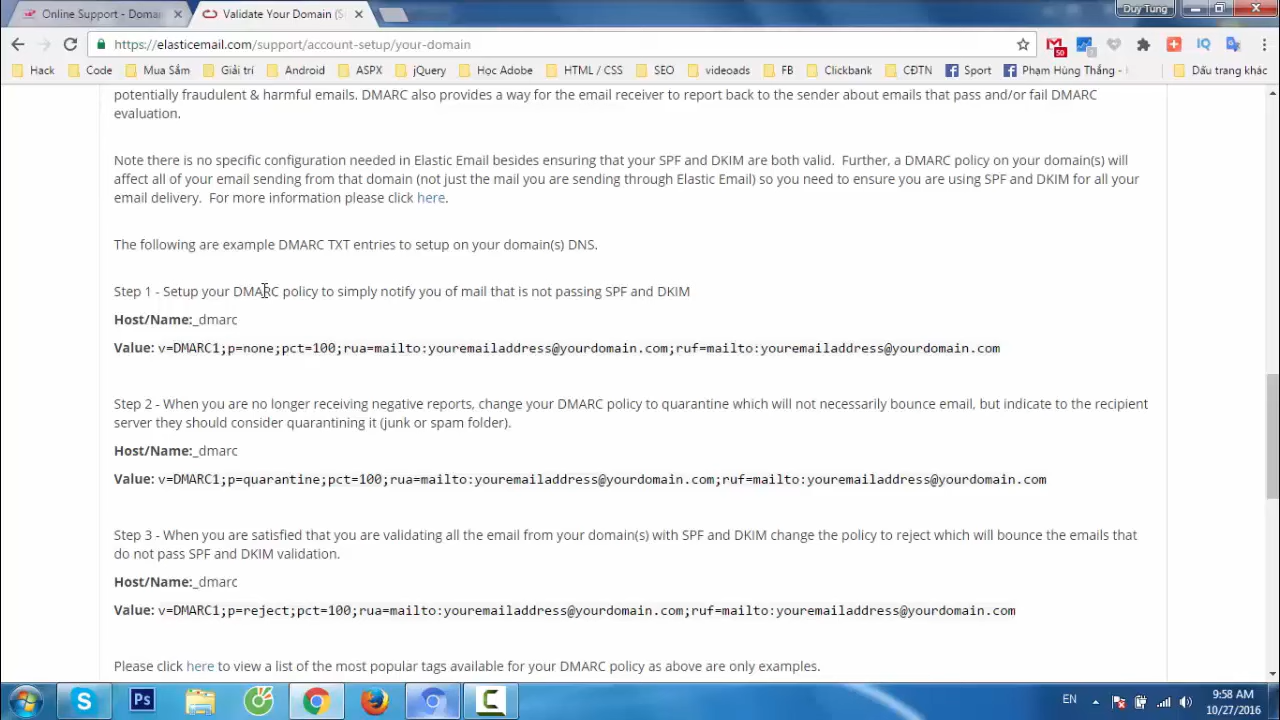 Online Support - Domai
Validate Your Domain (S
Duy Tung
https://elasticemail.com/support/account-setup/your-domain
50
Hack
Code
Mua Sắm
Giải trí
Android
ASPX
jQuery
Học Adobe
HTML / CSS
SEO
videoads
FB
Clickbank
CĐTN
Sport
Phạm Hùng Thắng -
Dấu trang khác
potentially fraudulent & harmful emails. DMARC also provides a way for the email receiver to report back to the sender about emails that pass and/or fail DMARC
evaluation.
Note there is no specific configuration needed in Elastic Email besides ensuring that your SPF and DKIM are both valid. Further, a DMARC policy on your domain(s) will
affect all of your email sending from that domain (not just the mail you are sending through Elastic Email) so you need to ensure you are using SPF and DKIM for all your
email delivery. For more information please click here.
The following are example DMARC TXT entries to setup on your domain(s) DNS.
Step 1 - Setup your DMARC policy to simply notify you of mail that is not passing SPF and DKIM
Host/Name:_dmarc
Value: v=DMARC1;p=none;pct=100;rua=mailto:youremailaddress@yourdomain.com;ruf=mailto:youremailaddress@yourdomain.com
Step 2 - When you are no longer receiving negative reports, change your DMARC policy to quarantine which will not necessarily bounce email, but indicate to the recipient
server they should consider quarantining it (junk or spam folder).
Host/Name:_dmarc
Value: v=DMARC1;p=quarantine;pct=100;rua=mailto:youremailaddress@yourdomain.com;ruf=mailto:youremailaddress@yourdomain.com
Step 3 - When you are satisfied that you are validating all the email from your domain(s) with SPF and DKIM change the policy to reject which will bounce the emails that
do not pass SPF and DKIM validation.
Host/Name:_dmarc
Value: v=DMARC1;p=reject;pct=100;rua=mailto:youremailaddress@yourdomain.com;ruf=mailto:youremailaddress@yourdomain.com
Please click here to view a list of the most popular tags available for your DMARC policy as above are only examples.
EN
9:58 AM
10/27/2016